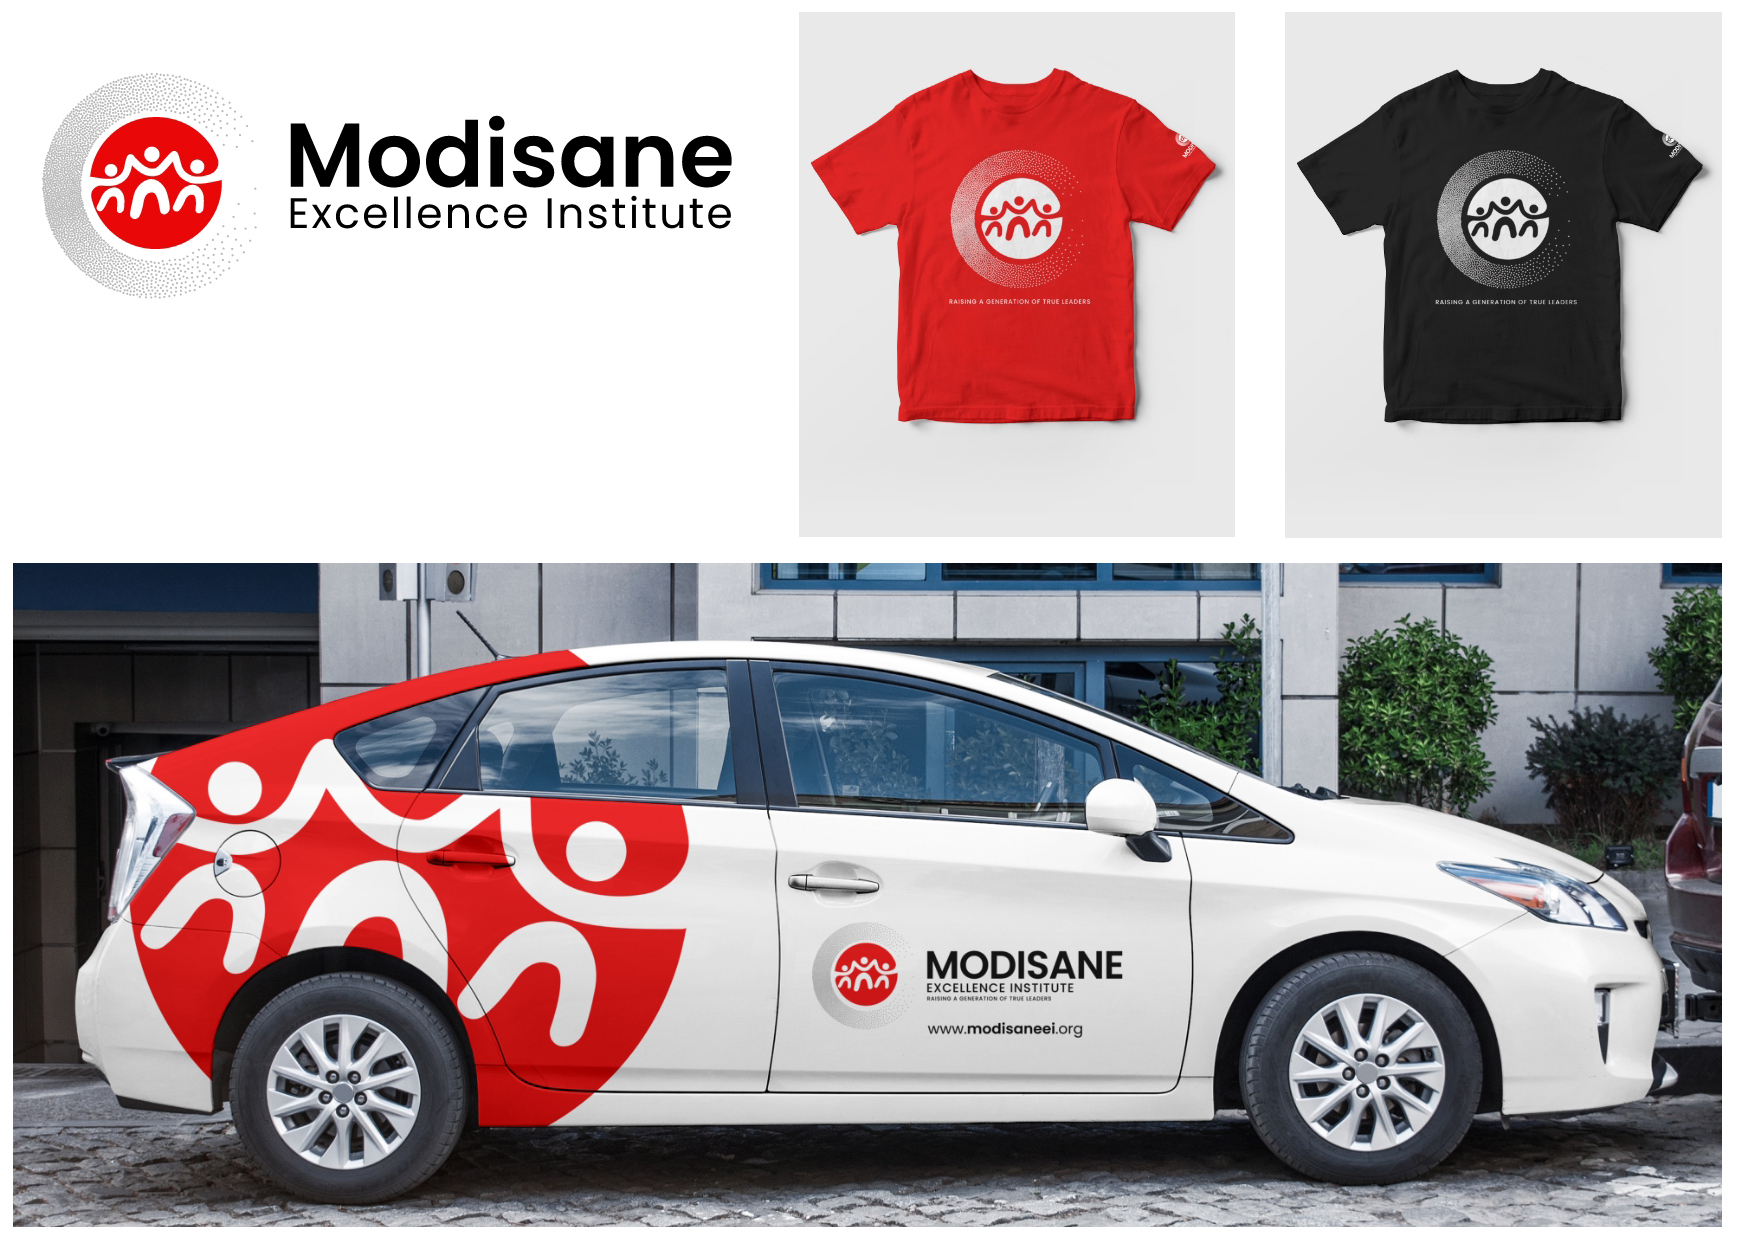 Modisane
Excellence Institute
RAISING A GENERATION OF TRUE LEADERS
RAISING A GENERATION OF TRUE LEADERS
MODISANE
EXCELLENCE INSTITUTE
RAISING A GENERATION OF TRUE LEADERS
www.modisaneei.org